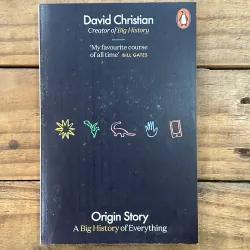 David Christian
Creator of Big History
'My favourite course
of all time' BILL GATES
Origin Story
A Big History of Everything